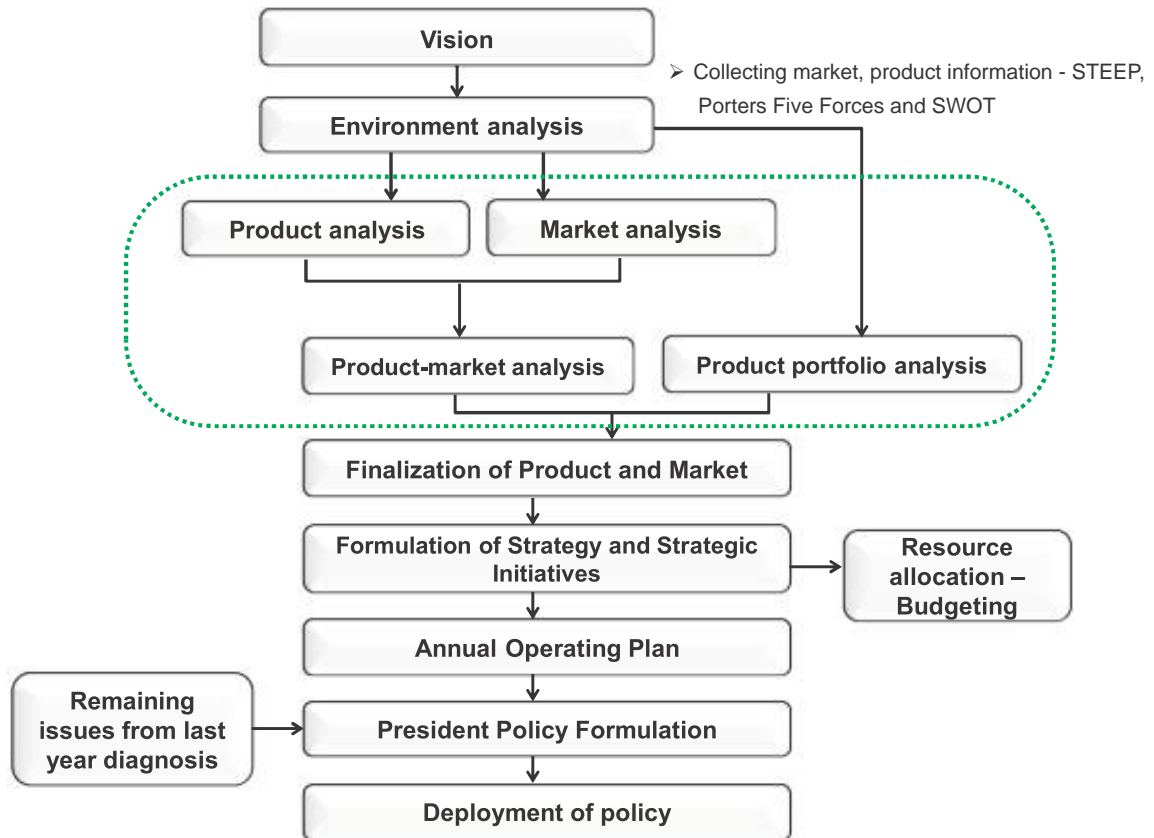 Vision
➢ Collecting market, product information - STEEP,
Porters Five Forces and SWOT
Environment analysis
Product analysis
Market analysis
Product-market analysis
Product portfolio analysis
Finalization of Product and Market
Formulation of Strategy and Strategic
Initiatives
Resource
allocation –
Budgeting
Annual Operating Plan
Remaining
issues from last
year diagnosis
President Policy Formulation
Deployment of policy